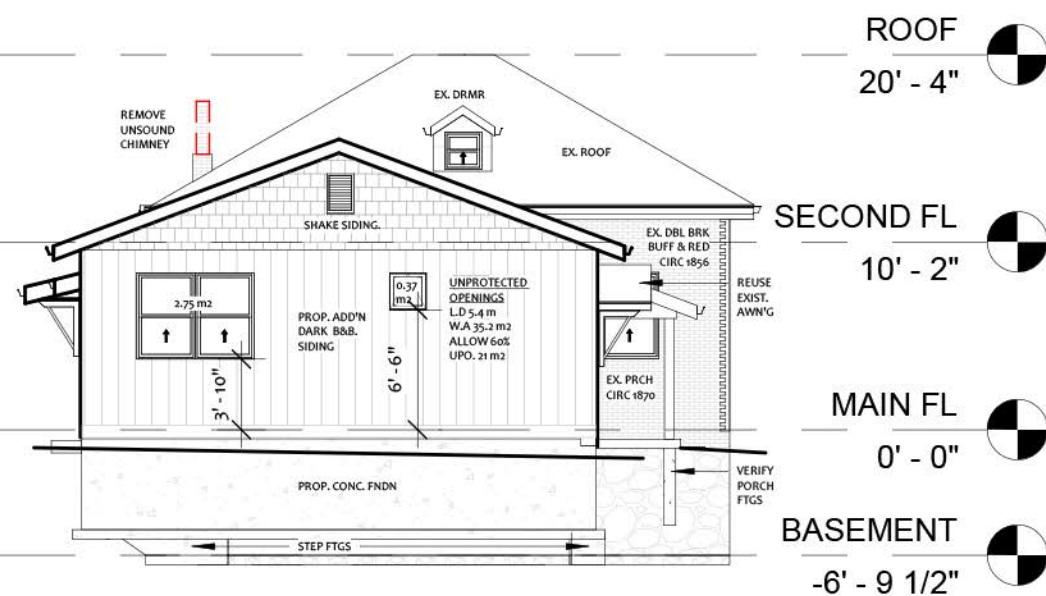 ROOF
20' - 4"
EX. DRMR
REMOVE
UNSOUND
CHIMNEY
EX. ROOF
SHAKE SIDING.
SECOND FL
10' - 2"
EX. DBL BRK
BUFF & RED
CIRC 1856
REUSE
EXIST.
AWN'G
2.75 m2
0.37
m2
UNPROTECTED
OPENINGS
L.D 5.4 m
W.A 35.2 m2
ALLOW 60%
UPO. 21 m2
PROP. ADD'N
DARK B&B.
SIDING
3' - 10"
6' - 6"
EX. PRCH
CIRC 1870
MAIN FL
0' - 0"
VERIFY
PORCH
FTGS
PROP. CONC. FNDN
STEP FTGS
BASEMENT
-6' - 9 1/2"